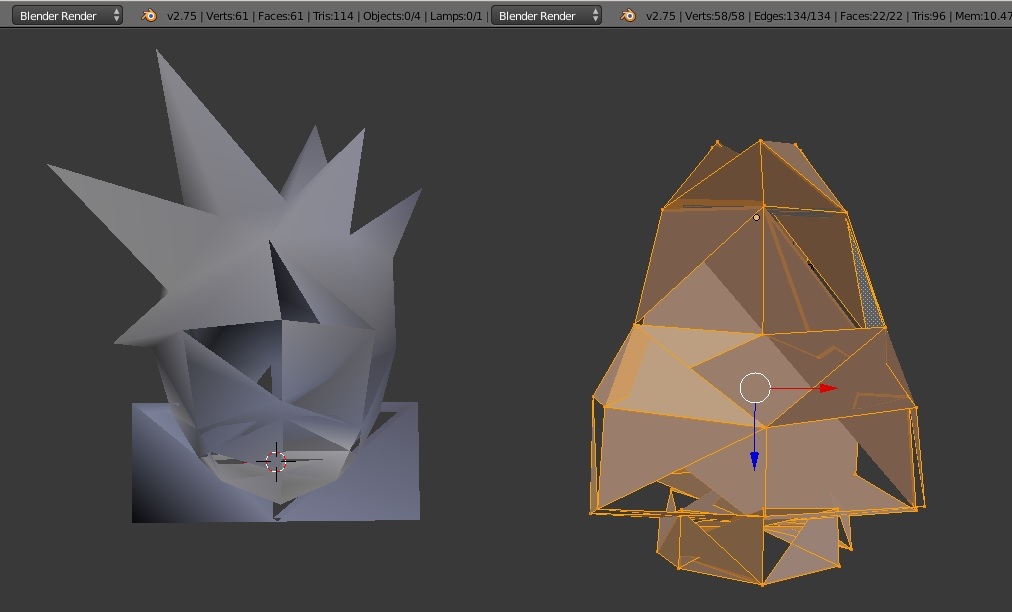 Blender Render v2.75 | Verts:61 | Faces:61 | Tris:114 | Objects:0/4 | Lamps:0/1 | Blender Render v2.75 | Verts:58/58 | Edges:134/134 | Faces:22/22 | Tris:96 | Mem:10.47